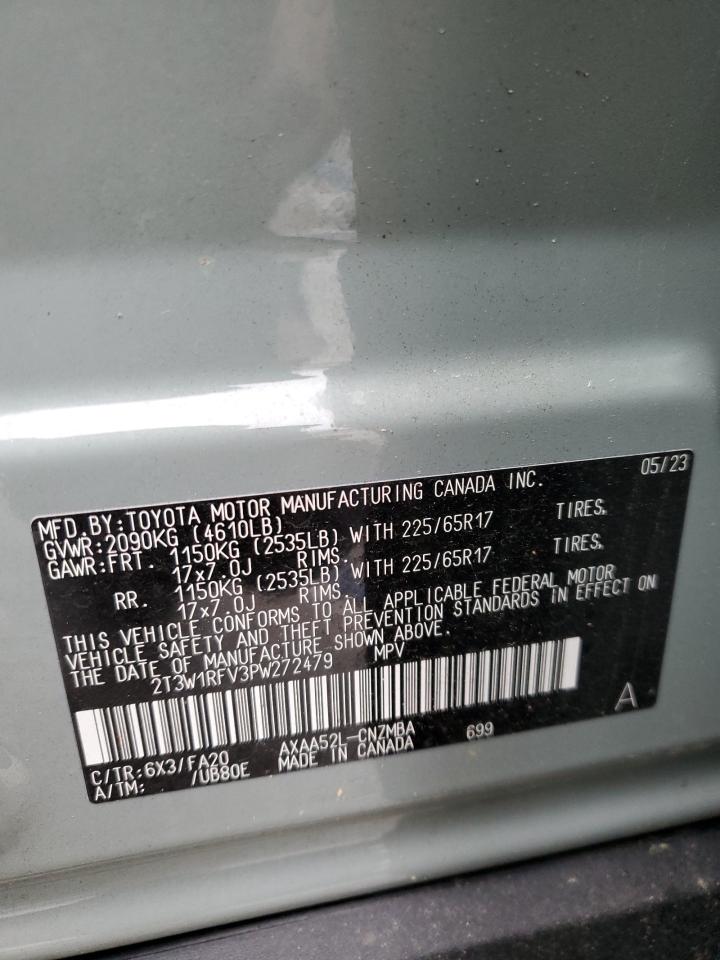 MFD.BY:TOYOTA MOTOR MANUFACTURING CANADA INC. 05/23
GVWR:2090KG (4610LB)
GAWR:FRT. 1150KG (2535LB) WITH 225/65R17 TIRES,
17x7.0J RIMS.
RR. 1150KG (2535LB) WITH 225/65R17 TIRES,
17x7.0J RIMS.
THIS VEHICLE CONFORMS TO ALL APPLICABLE FEDERAL MOTOR
VEHICLE SAFETY AND THEFT PREVENTION STANDARDS IN EFFECT ON
THE DATE OF MANUFACTURE SHOWN ABOVE.
2T3W1RFV3PW272479 MPV
A
C/TR:6X3/FA20 AXAA52L-CNZMBA 699
A/TM: /UB80E MADE IN CANADA